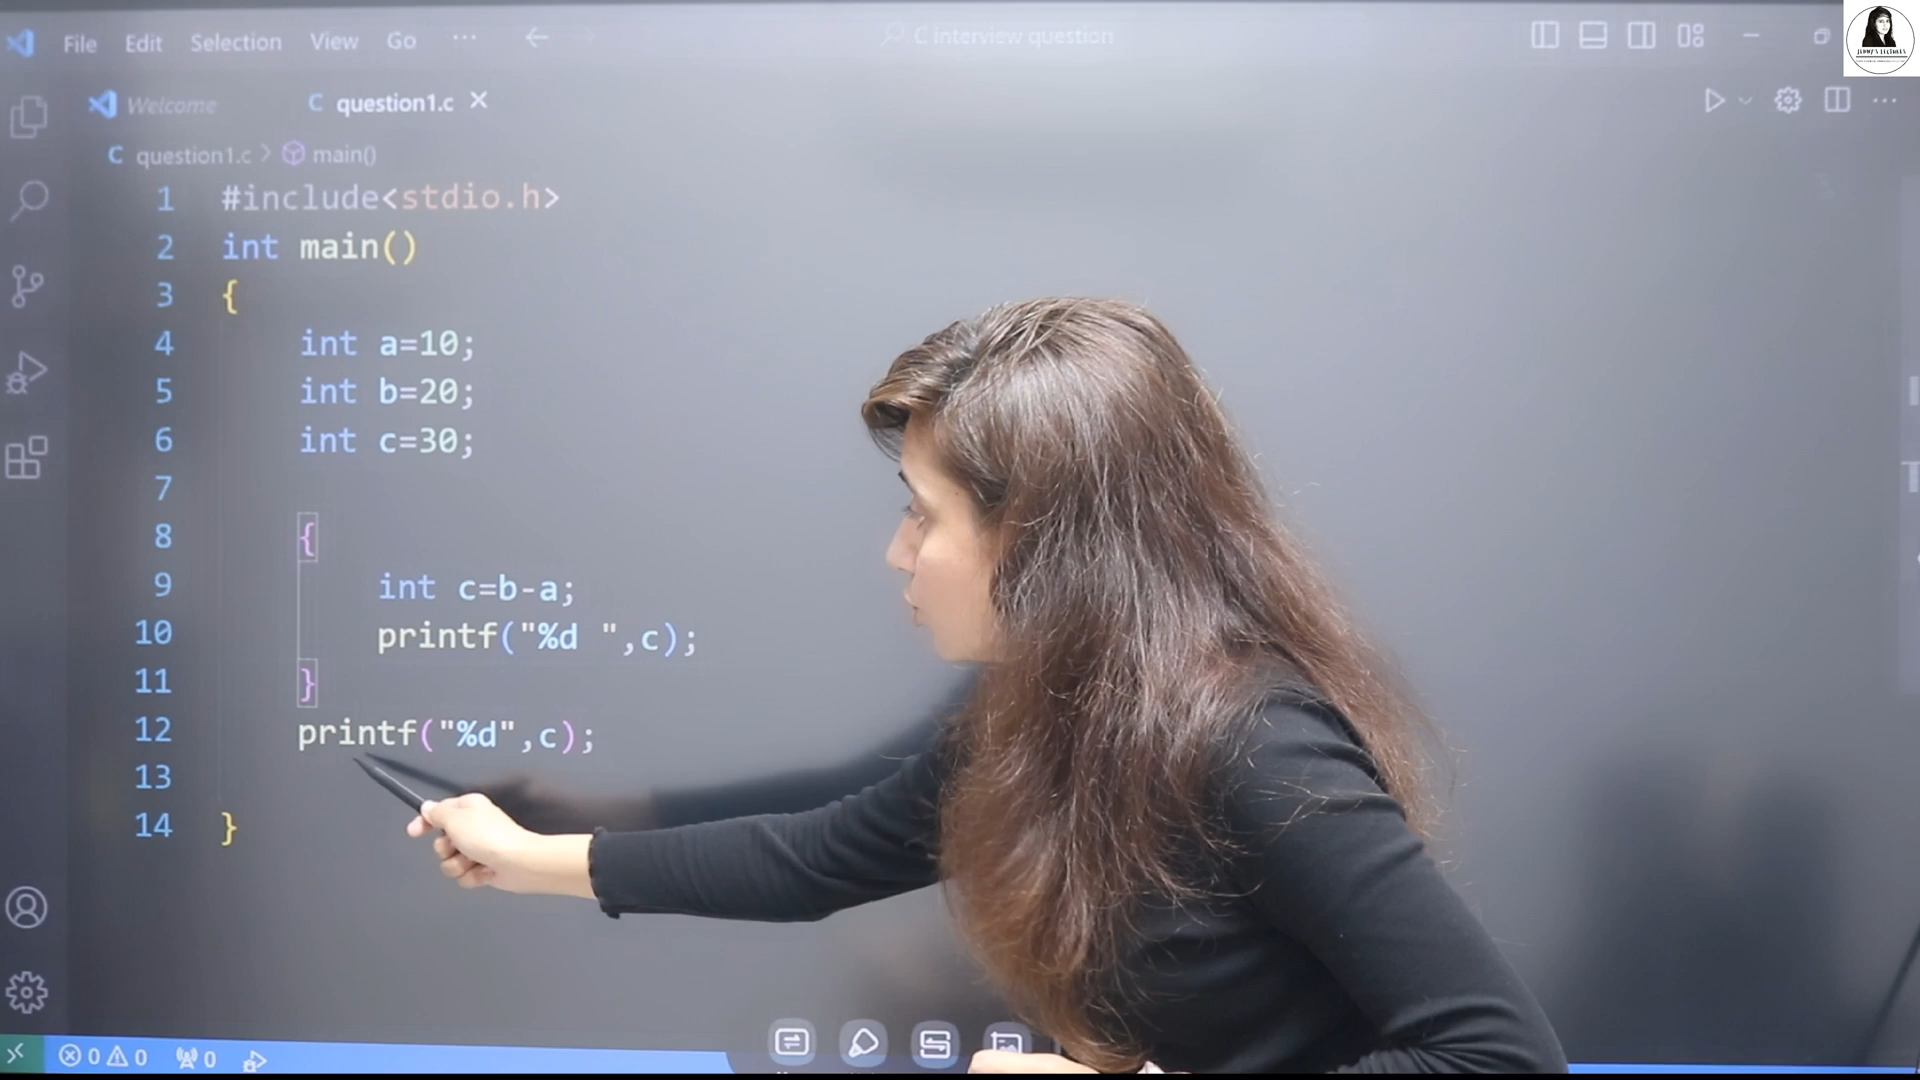 File Edit Selection View Go ··· C interview question
JENNY'S LECTURES
Welcome C question1.c
C question1.c > main()
1 #include<stdio.h>
2 int main()
3 {
4 int a=10;
5 int b=20;
6 int c=30;
7
8 {
9 int c=b-a;
10 printf("%d ",c);
11 }
12 printf("%d",c);
13
14 }
0 0 0